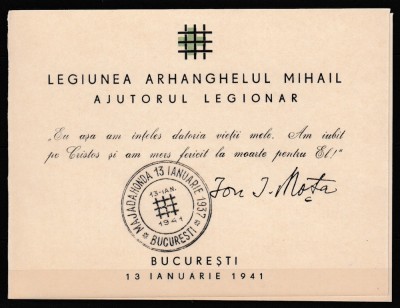 LEGIUNEA ARHANGHELUL MIHAIL
AJUTORUL LEGIONAR
„Eu așa am înțeles datoria vieții mele. Am iubit
pe Cristos și am mers fericit la moarte pentru El!"
Ion I. Moța
MAJADAHONDA 13 IANUARIE 1937
13-IAN.
1941
* BUCUREȘTI *
BUCUREȘTI
13 IANUARIE 1941